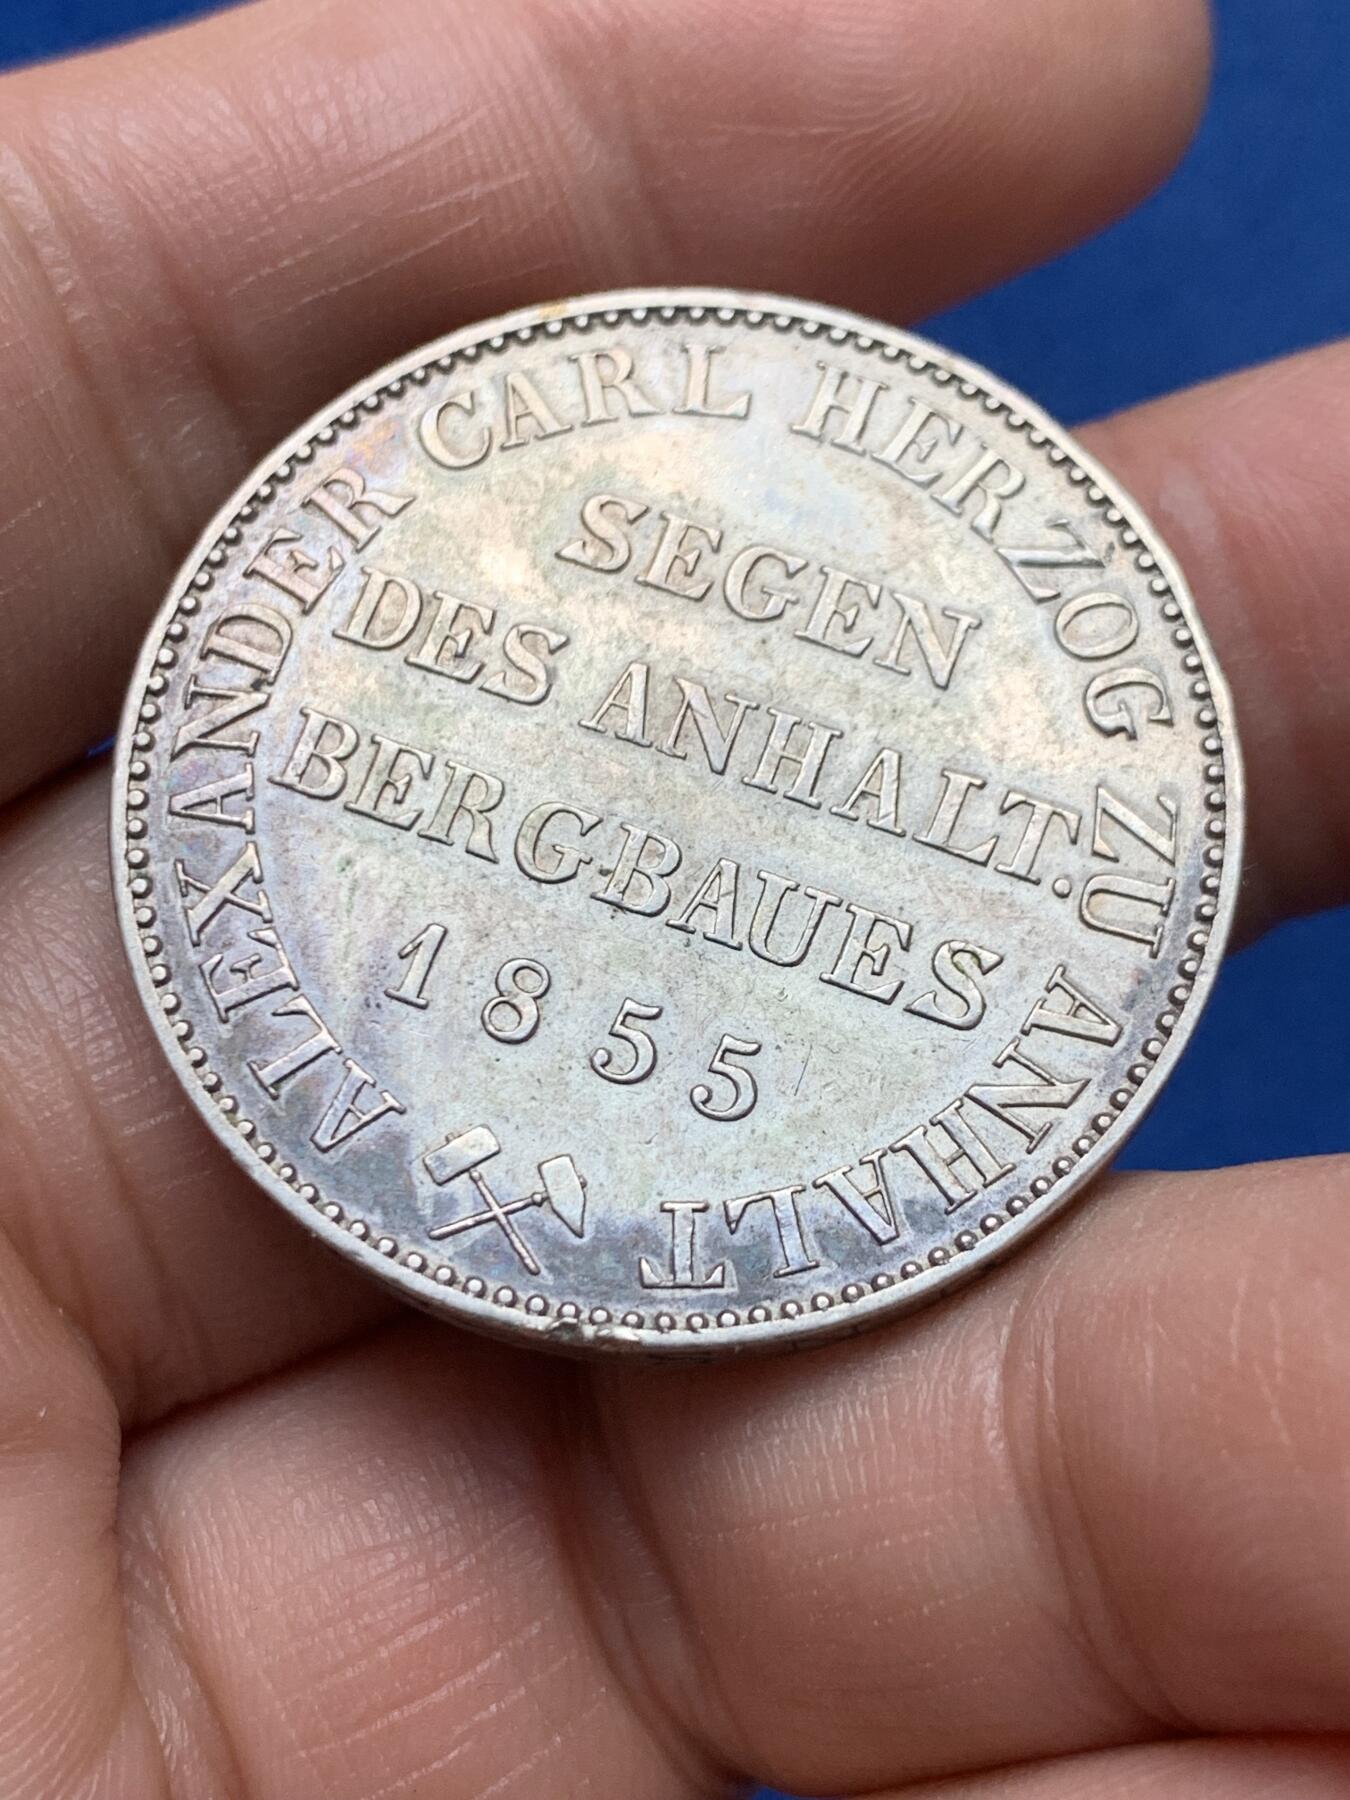 ALEXANDER CARL HERZOG ZU ANHALT
SEGEN
DES ANHALT.
BERGBAUES
1855